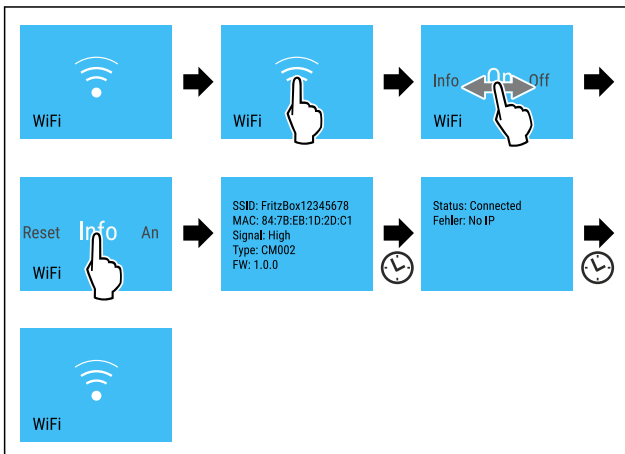 WiFi
WiFi
Info On Off
WiFi
Reset Info An
WiFi
SSID: FritzBox12345678
MAC: 84:7B:EB:1D:2D:C1
Signal: High
Type: CM002
FW: 1.0.0
Status: Connected
Fehler: No IP
WiFi